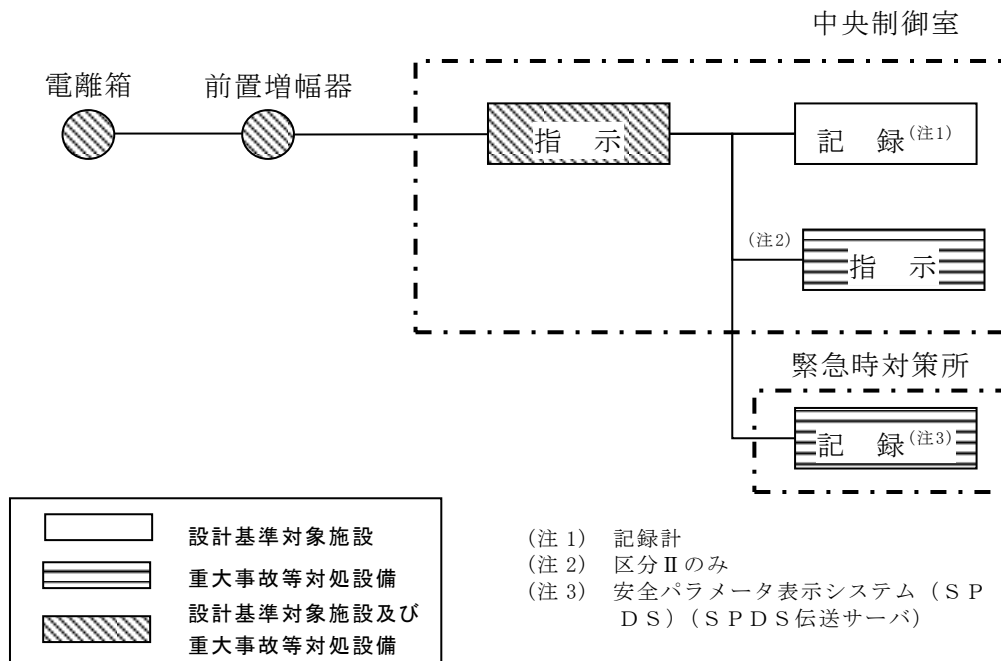 中央制御室
電離箱
前置増幅器
指 示
記 録(注1)
(注2)
指 示
緊急時対策所
記 録(注3)
設計基準対象施設
重大事故等対処設備
設計基準対象施設及び
重大事故等対処設備
(注 1) 記録計
(注 2) 区分Ⅱのみ
(注 3) 安全パラメータ表示システム(SP
DS)(SPDS伝送サーバ)